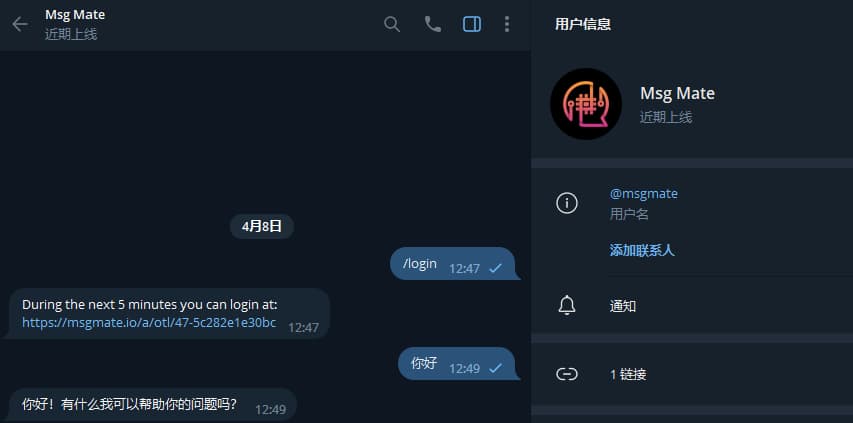 Msg Mate
近期上线
4月8日
/login
12:47
During the next 5 minutes you can login at:
https://msgmate.io/a/otl/47-5c282e1e30bc
12:47
你好
12:49
你好！有什么我可以帮助你的问题吗？
12:49
用户信息
Msg Mate
近期上线
@msgmate
用户名
添加联系人
通知
1 链接